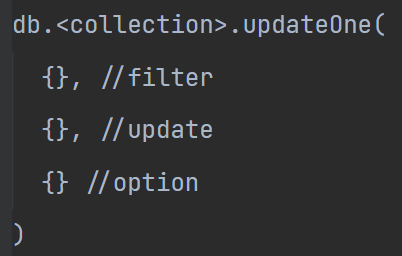 db.<collection>.updateOne(
{}, //filter
{}, //update
{} //option
)